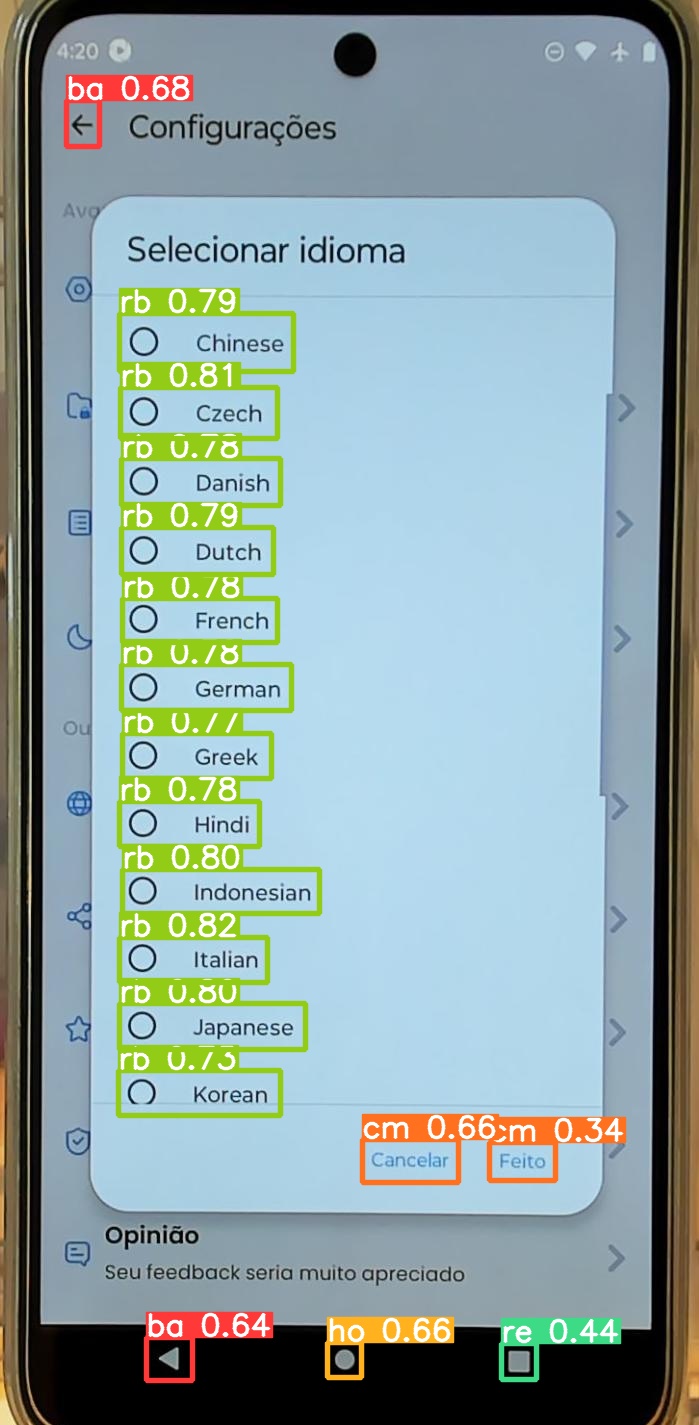 4:20
ba 0.68
Configurações
Selecionar idioma
rb 0.79
Chinese
rb 0.81
Czech
rb 0.78
Danish
rb 0.79
Dutch
rb 0.78
French
rb 0.78
German
rb 0.77
Greek
rb 0.78
Hindi
rb 0.80
Indonesian
rb 0.82
Italian
rb 0.80
Japanese
rb 0.73
Korean
cm 0.66 cm 0.34
Cancelar Feito
Opinião
Seu feedback seria muito apreciado
ba 0.64 ho 0.66 re 0.44